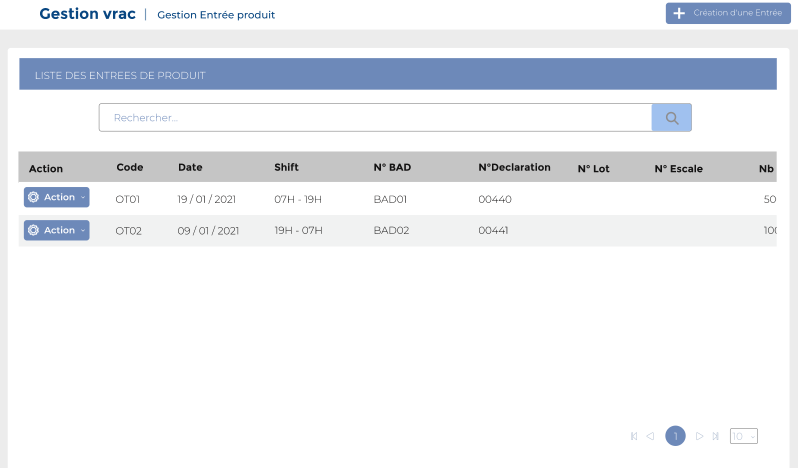 Gestion vrac | Gestion Entrée produit
Création d'une Entrée
LISTE DES ENTREES DE PRODUIT
Rechercher...
Action Code Date Shift N° BAD N°Declaration N° Lot N° Escale Nb
Action OT01 19 / 01 / 2021 07H - 19H BAD01 00440 50
Action OT02 09 / 01 / 2021 19H - 07H BAD02 00441 100
1 10